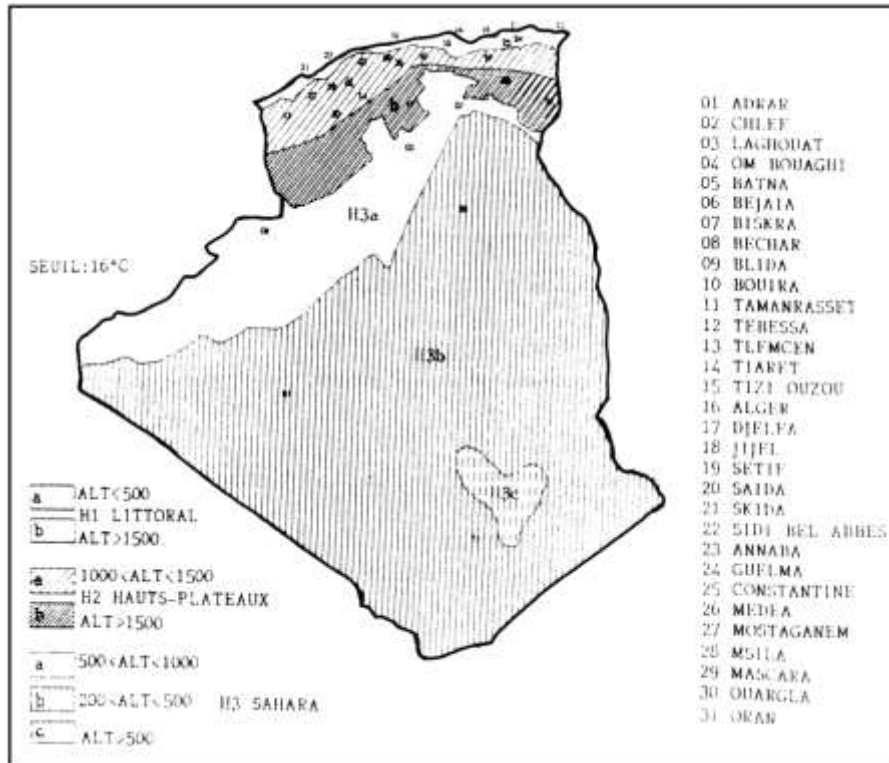 H3a
SEUIL:16°C
H3b
H3c
a ALT<500
H1 LITTORAL
b ALT>1500
a 1000<ALT<1500
H2 HAUTS-PLATEAUX
b ALT>1500
a 500<ALT<1000
b 200<ALT<500 H3 SAHARA
c ALT>500
01 ADRAR
02 CHLEF
03 LAGHOUAT
04 OM BOUAGHI
05 BATNA
06 BEJAIA
07 BISKRA
08 BECHAR
09 BLIDA
10 BOUIRA
11 TAMANRASSET
12 TEBESSA
13 TLEMCEN
14 TIARET
15 TIZI OUZOU
16 ALGER
17 DJELFA
18 JIJEL
19 SETIF
20 SAIDA
21 SKIDA
22 SIDI BEL ABBES
23 ANNABA
24 GUELMA
25 CONSTANTINE
26 MEDEA
27 MOSTAGANEM
28 MSILA
29 MASCARA
30 OUARGLA
31 ORAN